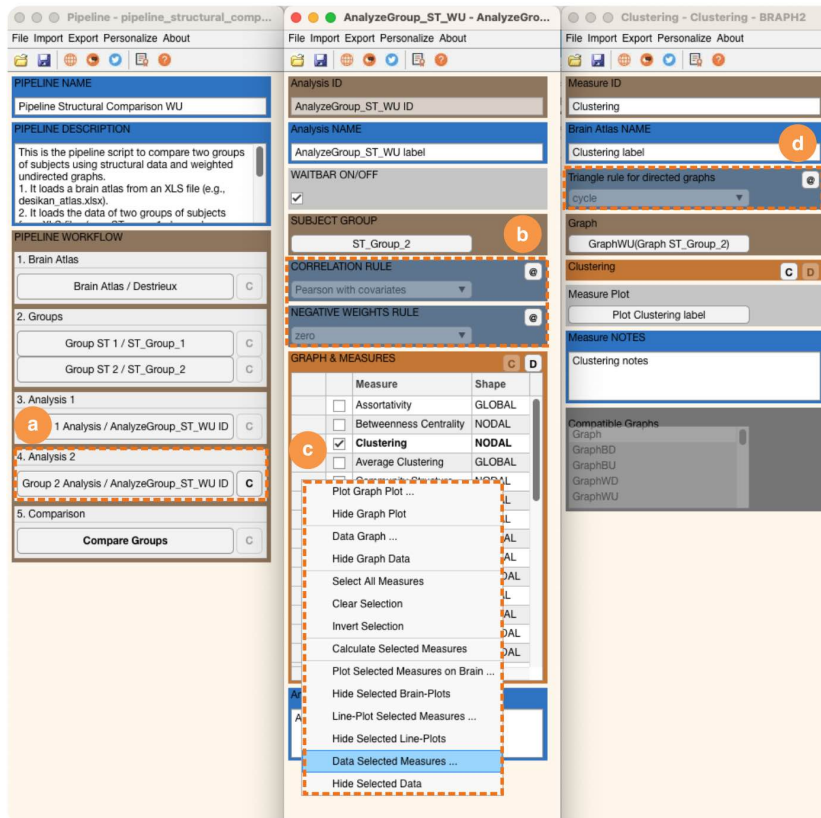 Pipeline - pipeline_structural_comp...
File Import Export Personalize About
PIPELINE NAME
Pipeline Structural Comparison WU
PIPELINE DESCRIPTION
This is the pipeline script to compare two groups
of subjects using structural data and weighted
undirected graphs.
1. It loads a brain atlas from an XLS file (e.g.,
desikan_atlas.xlsx).
2. It loads the data of two groups of subjects
PIPELINE WORKFLOW
1. Brain Atlas
Brain Atlas / Destrieux C
2. Groups
Group ST 1 / ST_Group_1 C
Group ST 2 / ST_Group_2 C
3. Analysis 1
a 1 Analysis / AnalyzeGroup_ST_WU ID C
4. Analysis 2
Group 2 Analysis / AnalyzeGroup_ST_WU ID C
5. Comparison
Compare Groups C
AnalyzeGroup_ST_WU - AnalyzeGro...
File Import Export Personalize About
Analysis ID
AnalyzeGroup_ST_WU ID
Analysis NAME
AnalyzeGroup_ST_WU label
WAITBAR ON/OFF
SUBJECT GROUP
b
ST_Group_2
CORRELATION RULE @
Pearson with covariates
NEGATIVE WEIGHTS RULE @
zero
GRAPH & MEASURES C D
Measure Shape
Assortativity GLOBAL
Betweenness Centrality NODAL
c Clustering NODAL
Average Clustering GLOBAL
Community Structure NODAL
Plot Graph Plot ...
Hide Graph Plot
Data Graph ...
Hide Graph Data
Select All Measures
Clear Selection
Invert Selection
Calculate Selected Measures
Plot Selected Measures on Brain ...
Hide Selected Brain-Plots
Line-Plot Selected Measures ...
Hide Selected Line-Plots
Data Selected Measures ...
Hide Selected Data
Clustering - Clustering - BRAPH2
File Import Export Personalize About
Measure ID
Clustering
Brain Atlas NAME
Clustering label
d
Triangle rule for directed graphs @
cycle
Graph
GraphWU(Graph ST_Group_2)
Clustering C D
Measure Plot
Plot Clustering label
Measure NOTES
Clustering notes
Compatible Graphs
Graph
GraphBD
GraphBU
GraphWD
GraphWU